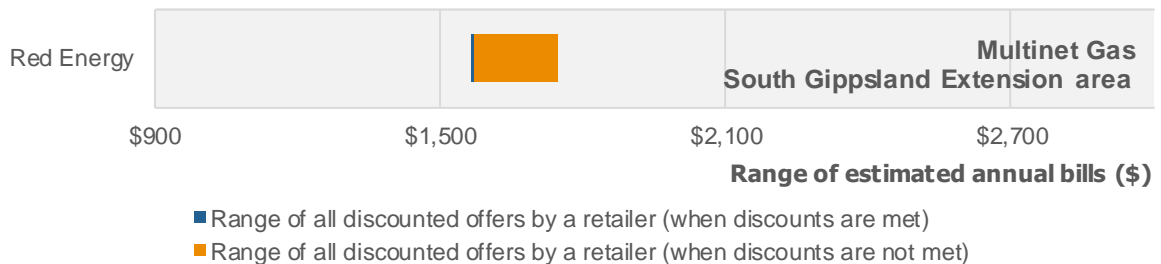 Red Energy
Multinet Gas
South Gippsland Extension area
$900 $1,500 $2,100 $2,700
Range of estimated annual bills ($)
Range of all discounted offers by a retailer (when discounts are met)
Range of all discounted offers by a retailer (when discounts are not met)